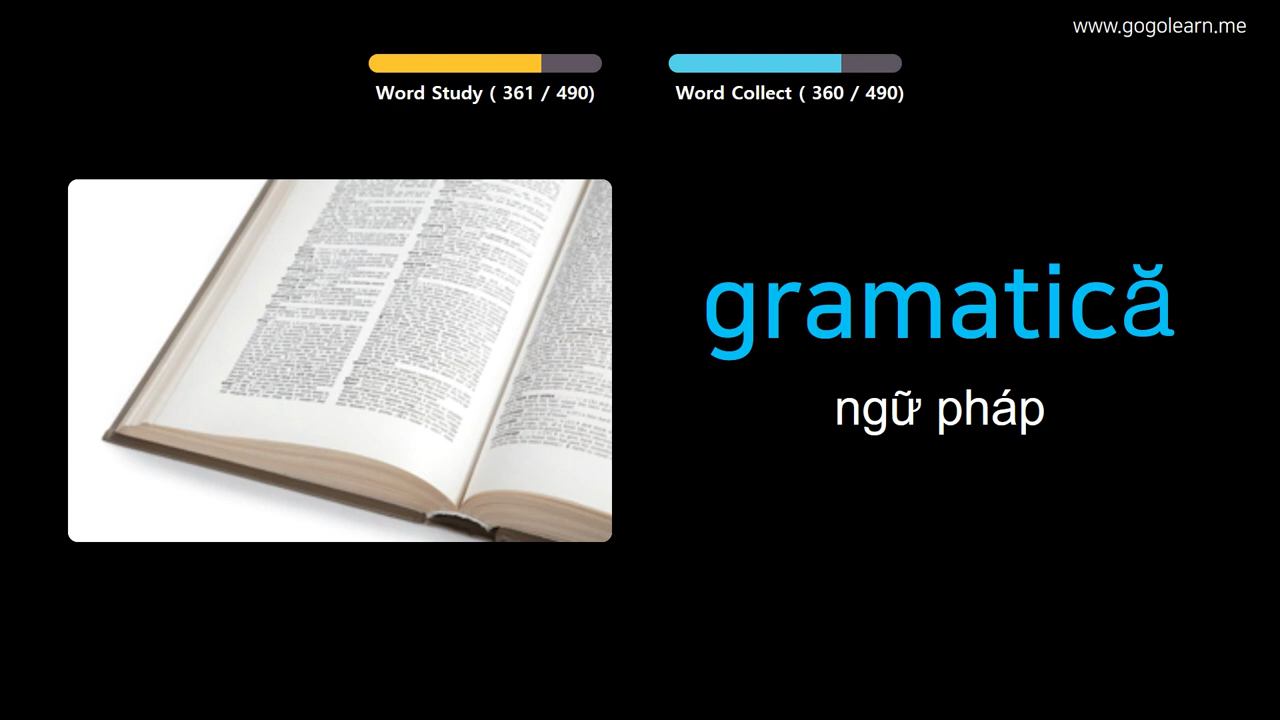 www.gogolearn.me
Word Study ( 361 / 490)
Word Collect ( 360 / 490)
gramatică
ngữ pháp